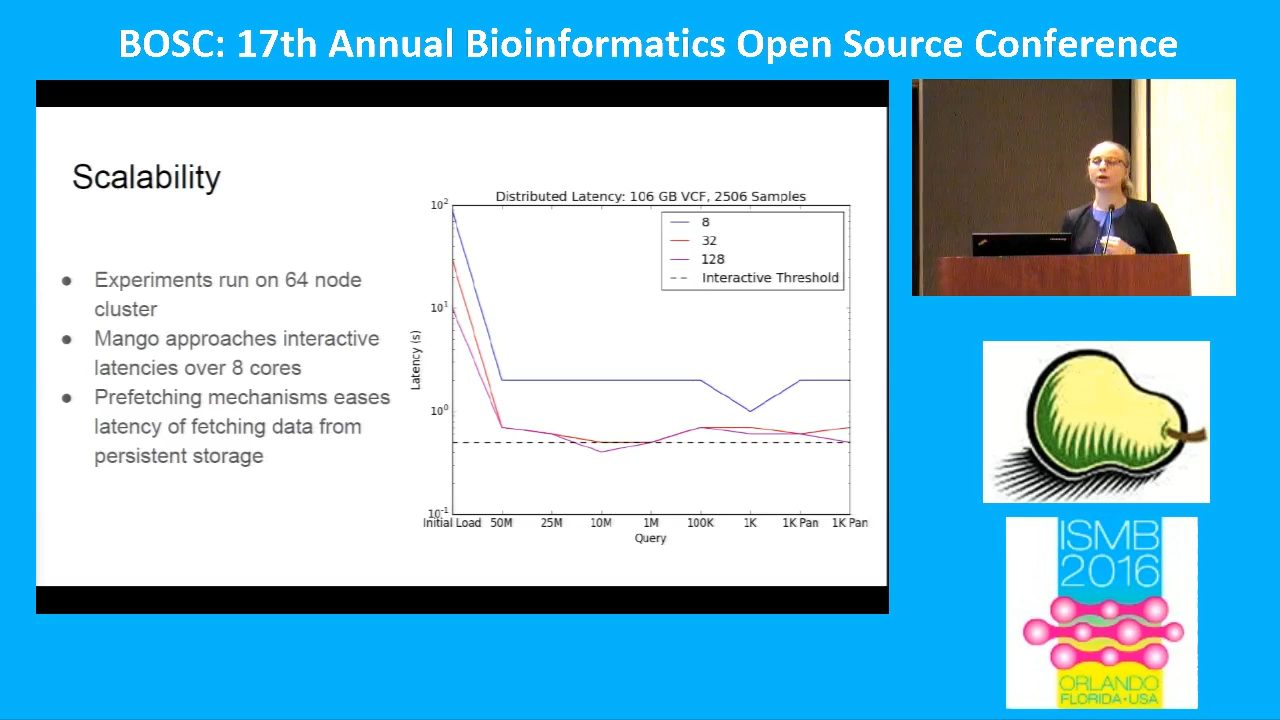 BOSC: 17th Annual Bioinformatics Open Source Conference
Scalability
Experiments run on 64 node
cluster
Mango approaches interactive
latencies over 8 cores
Prefetching mechanisms eases
latency of fetching data from
persistent storage
Distributed Latency: 106 GB VCF, 2506 Samples
8
32
128
Interactive Threshold
Latency (s)
10²
10¹
10⁰
10⁻¹
Initial Load 50M 25M 10M 1M 100K 1K 1K Pan 1K Pan
Query
ISMB
2016
ORLANDO
FLORIDA•USA